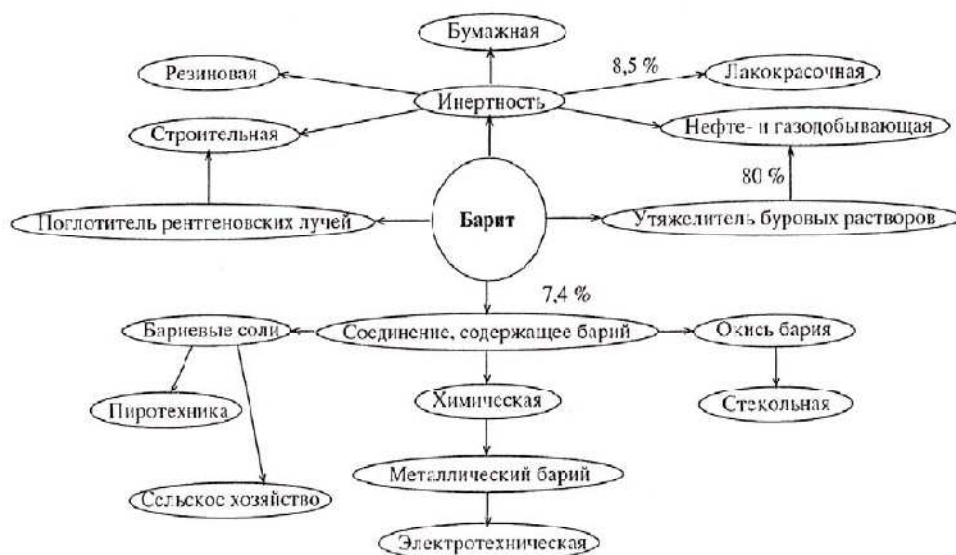 Бумажная
Резиновая
8,5 %
Лакокрасочная
Инертность
Строительная
Нефте- и газодобывающая
80 %
Поглотитель рентгеновских лучей
Барит
Утяжелитель буровых растворов
7,4 %
Бариевые соли
Соединение, содержащее барий
Окись бария
Пиротехника
Химическая
Стекольная
Металлический барий
Сельское хозяйство
Электротехническая